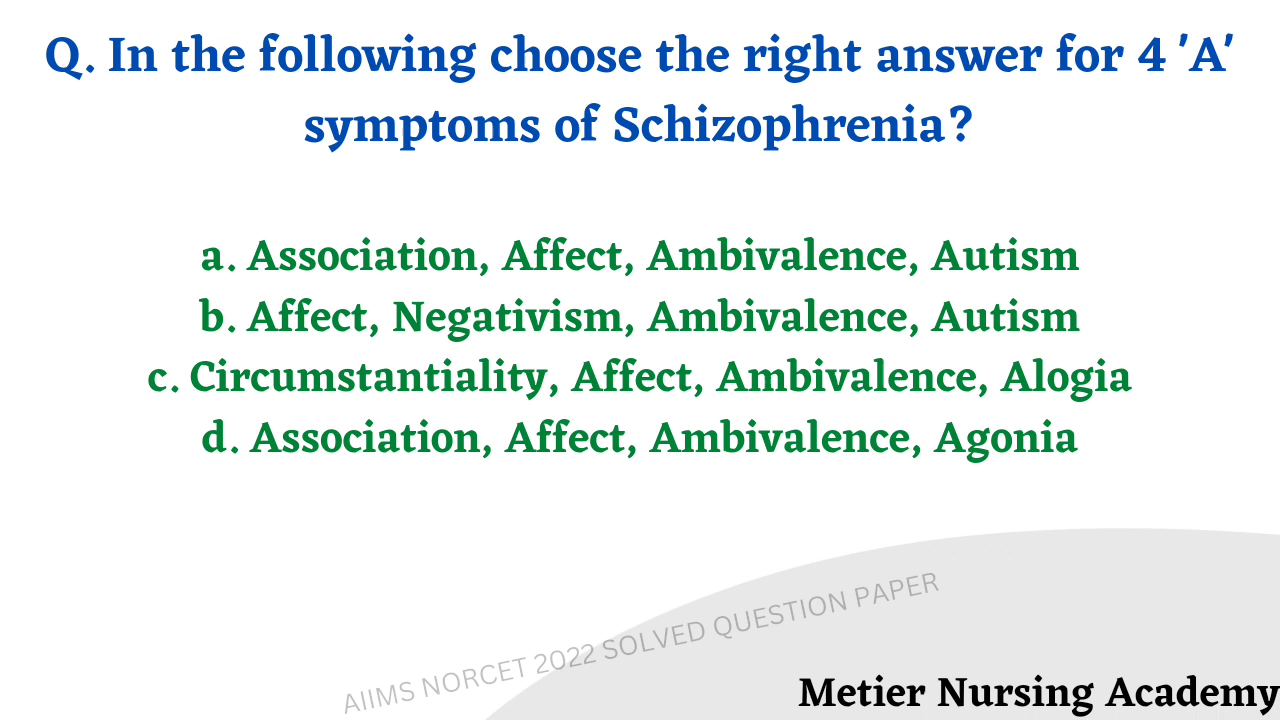 Q. In the following choose the right answer for 4 'A'
symptoms of Schizophrenia?
a. Association, Affect, Ambivalence, Autism
b. Affect, Negativism, Ambivalence, Autism
c. Circumstantiality, Affect, Ambivalence, Alogia
d. Association, Affect, Ambivalence, Agonia
AIIMS NORCET 2022 SOLVED QUESTION PAPER
Metier Nursing Academy